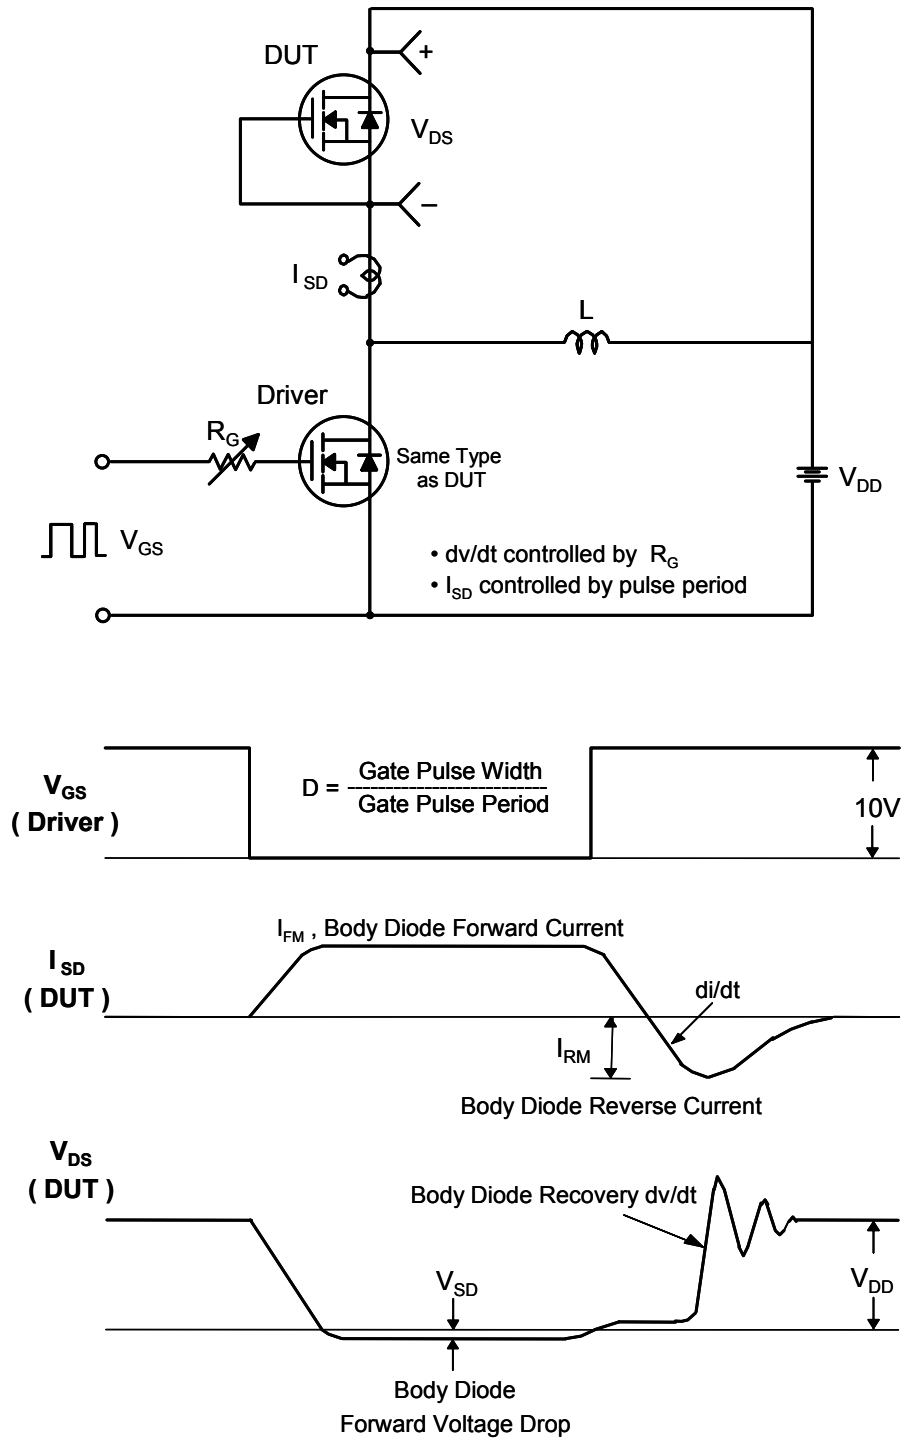 DUT
+
V_DS
–
I_SD
L
Driver
R_G
Same Type
as DUT
V_DD
V_GS
• dv/dt controlled by R_G
• I_SD controlled by pulse period
V_GS
( Driver )
D = Gate Pulse Width
Gate Pulse Period
10V
I_FM , Body Diode Forward Current
I_SD
( DUT )
di/dt
I_RM
Body Diode Reverse Current
V_DS
( DUT )
Body Diode Recovery dv/dt
V_SD
V_DD
Body Diode
Forward Voltage Drop